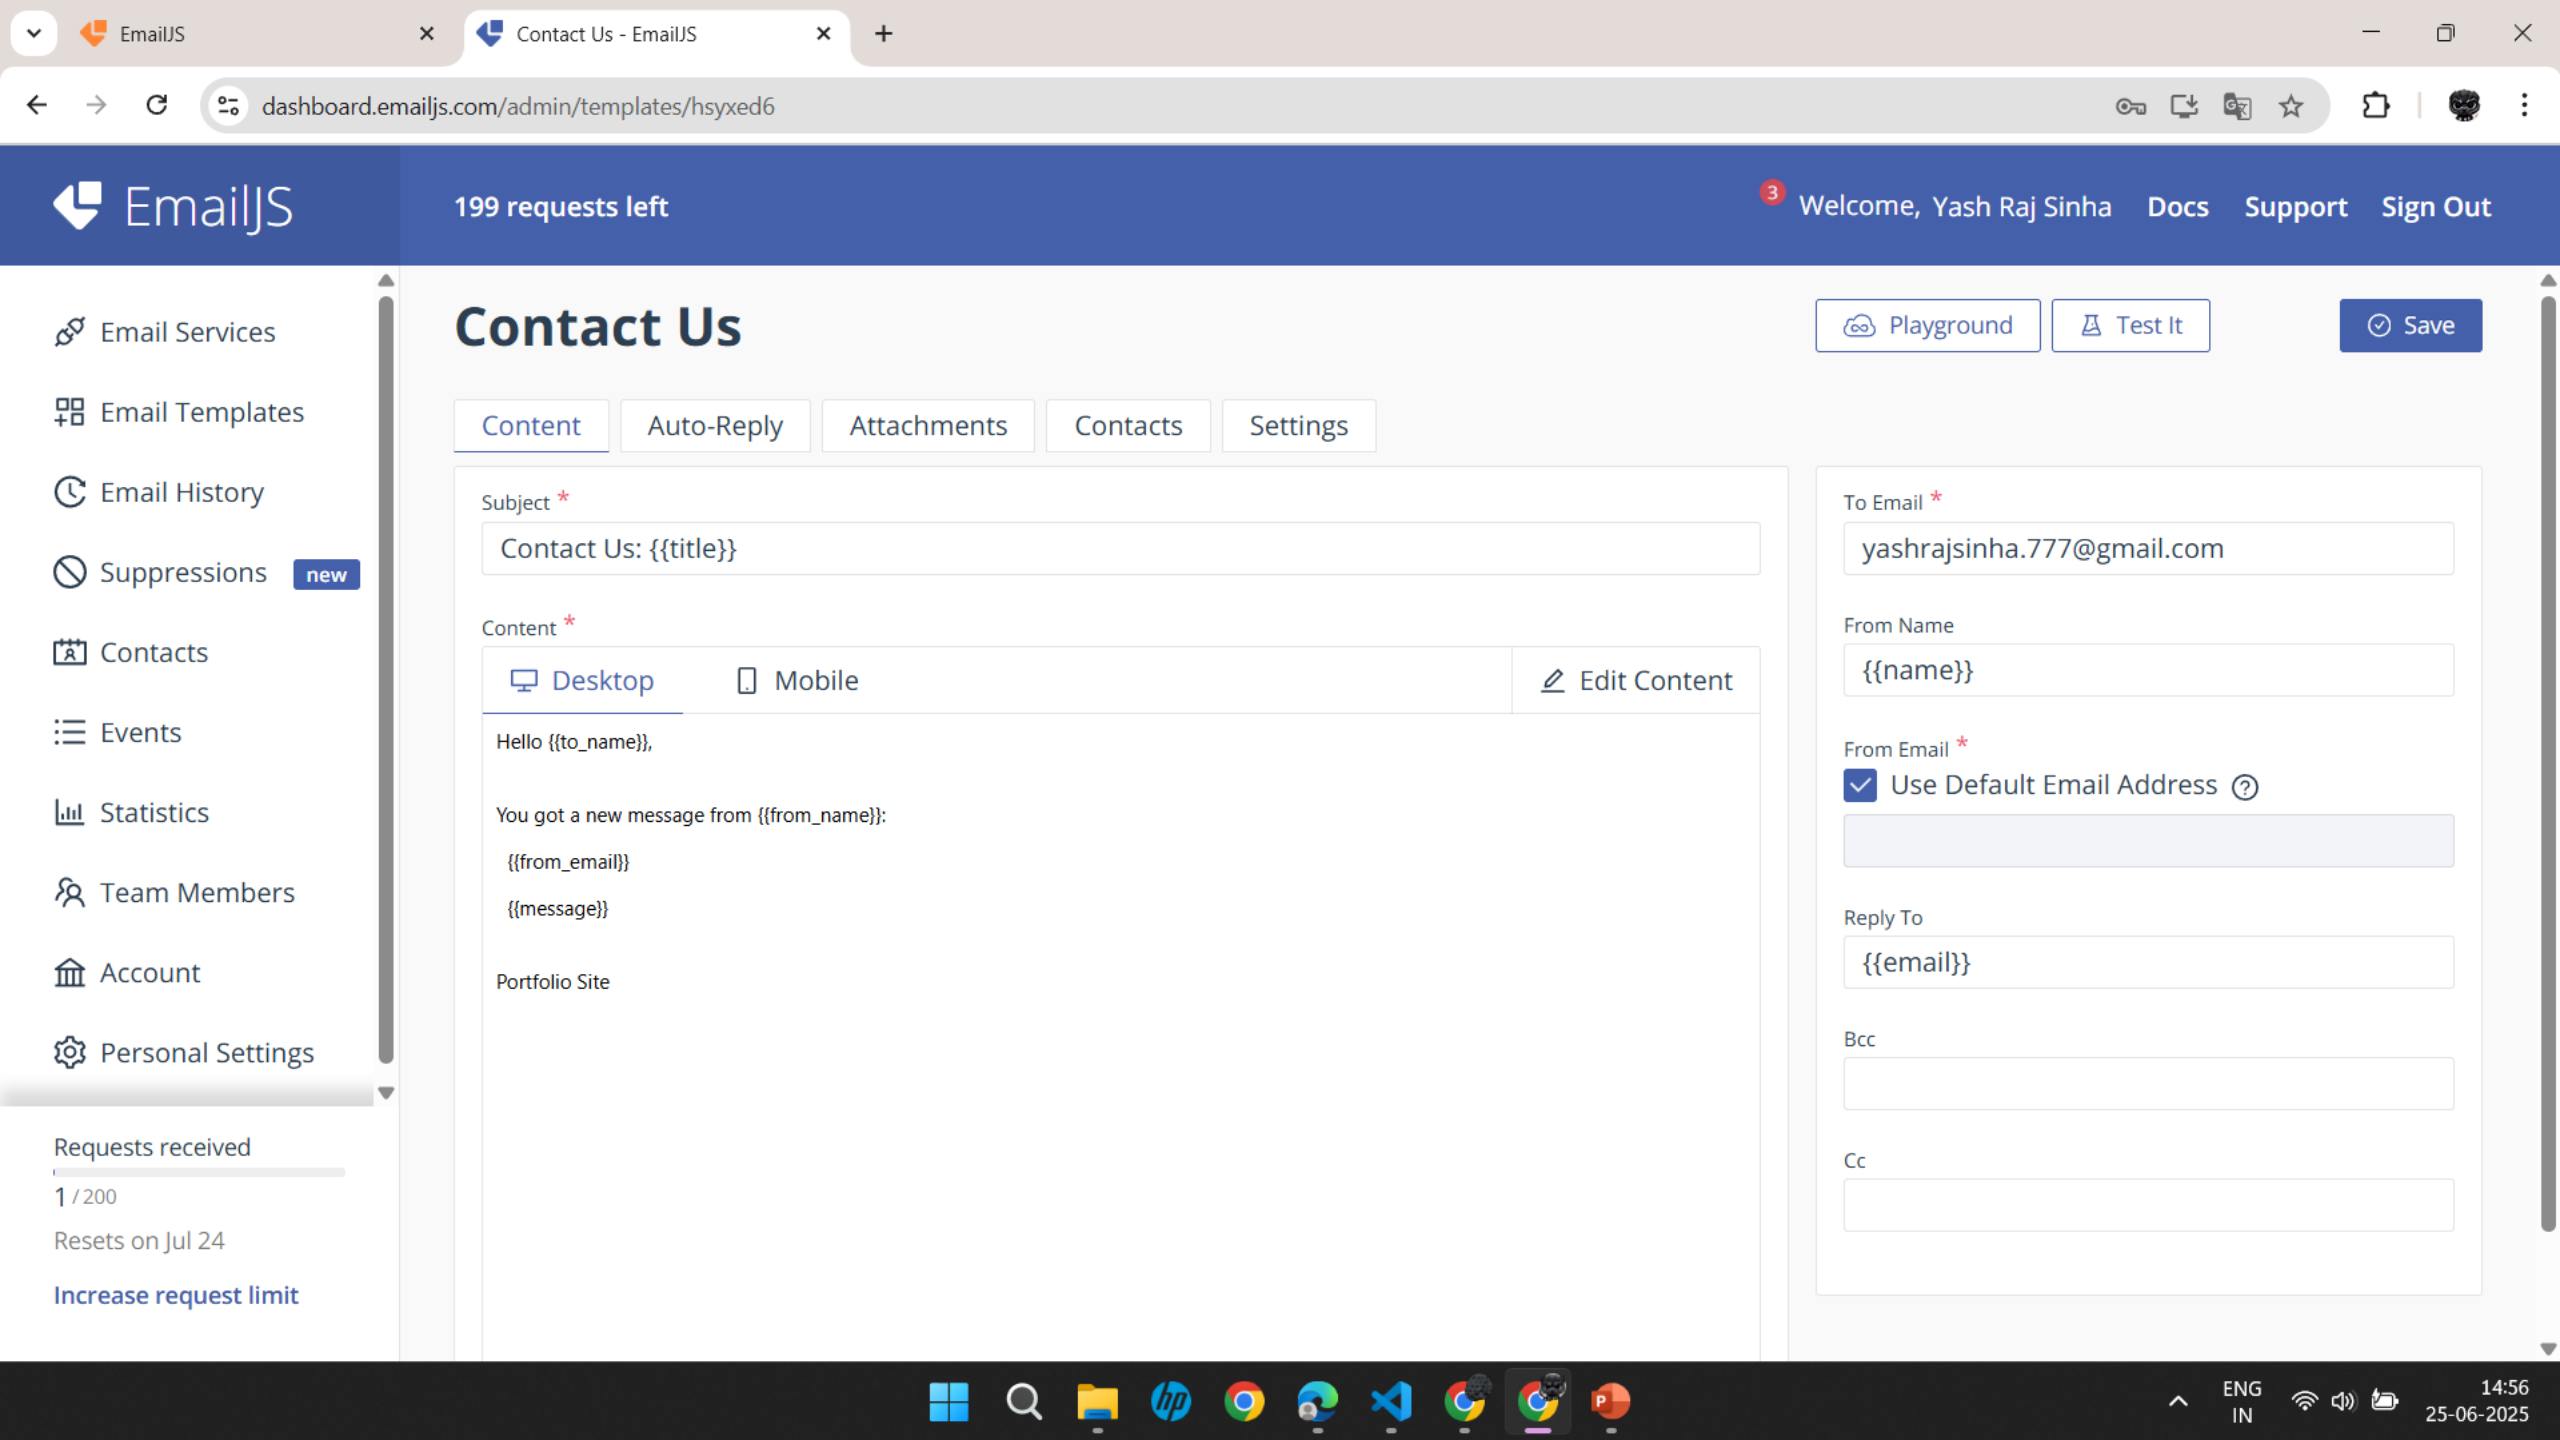 EmailJS
Contact Us - EmailJS
dashboard.emailjs.com/admin/templates/hsyxed6
EmailJS
199 requests left
3
Welcome, Yash Raj Sinha
Docs
Support
Sign Out
Email Services
Email Templates
Email History
Suppressions new
Contacts
Events
Statistics
Team Members
Account
Personal Settings
Requests received
1 / 200
Resets on Jul 24
Increase request limit
Contact Us
Playground
Test It
Save
Content
Auto-Reply
Attachments
Contacts
Settings
Subject *
Contact Us: {{title}}
Content *
Desktop
Mobile
Edit Content
Hello {{to_name}},
You got a new message from {{from_name}}:
{{from_email}}
{{message}}
Portfolio Site
To Email *
yashrajsinha.777@gmail.com
From Name
{{name}}
From Email *
Use Default Email Address
Reply To
{{email}}
Bcc
Cc
hp
P
ENG
IN
14:56
25-06-2025